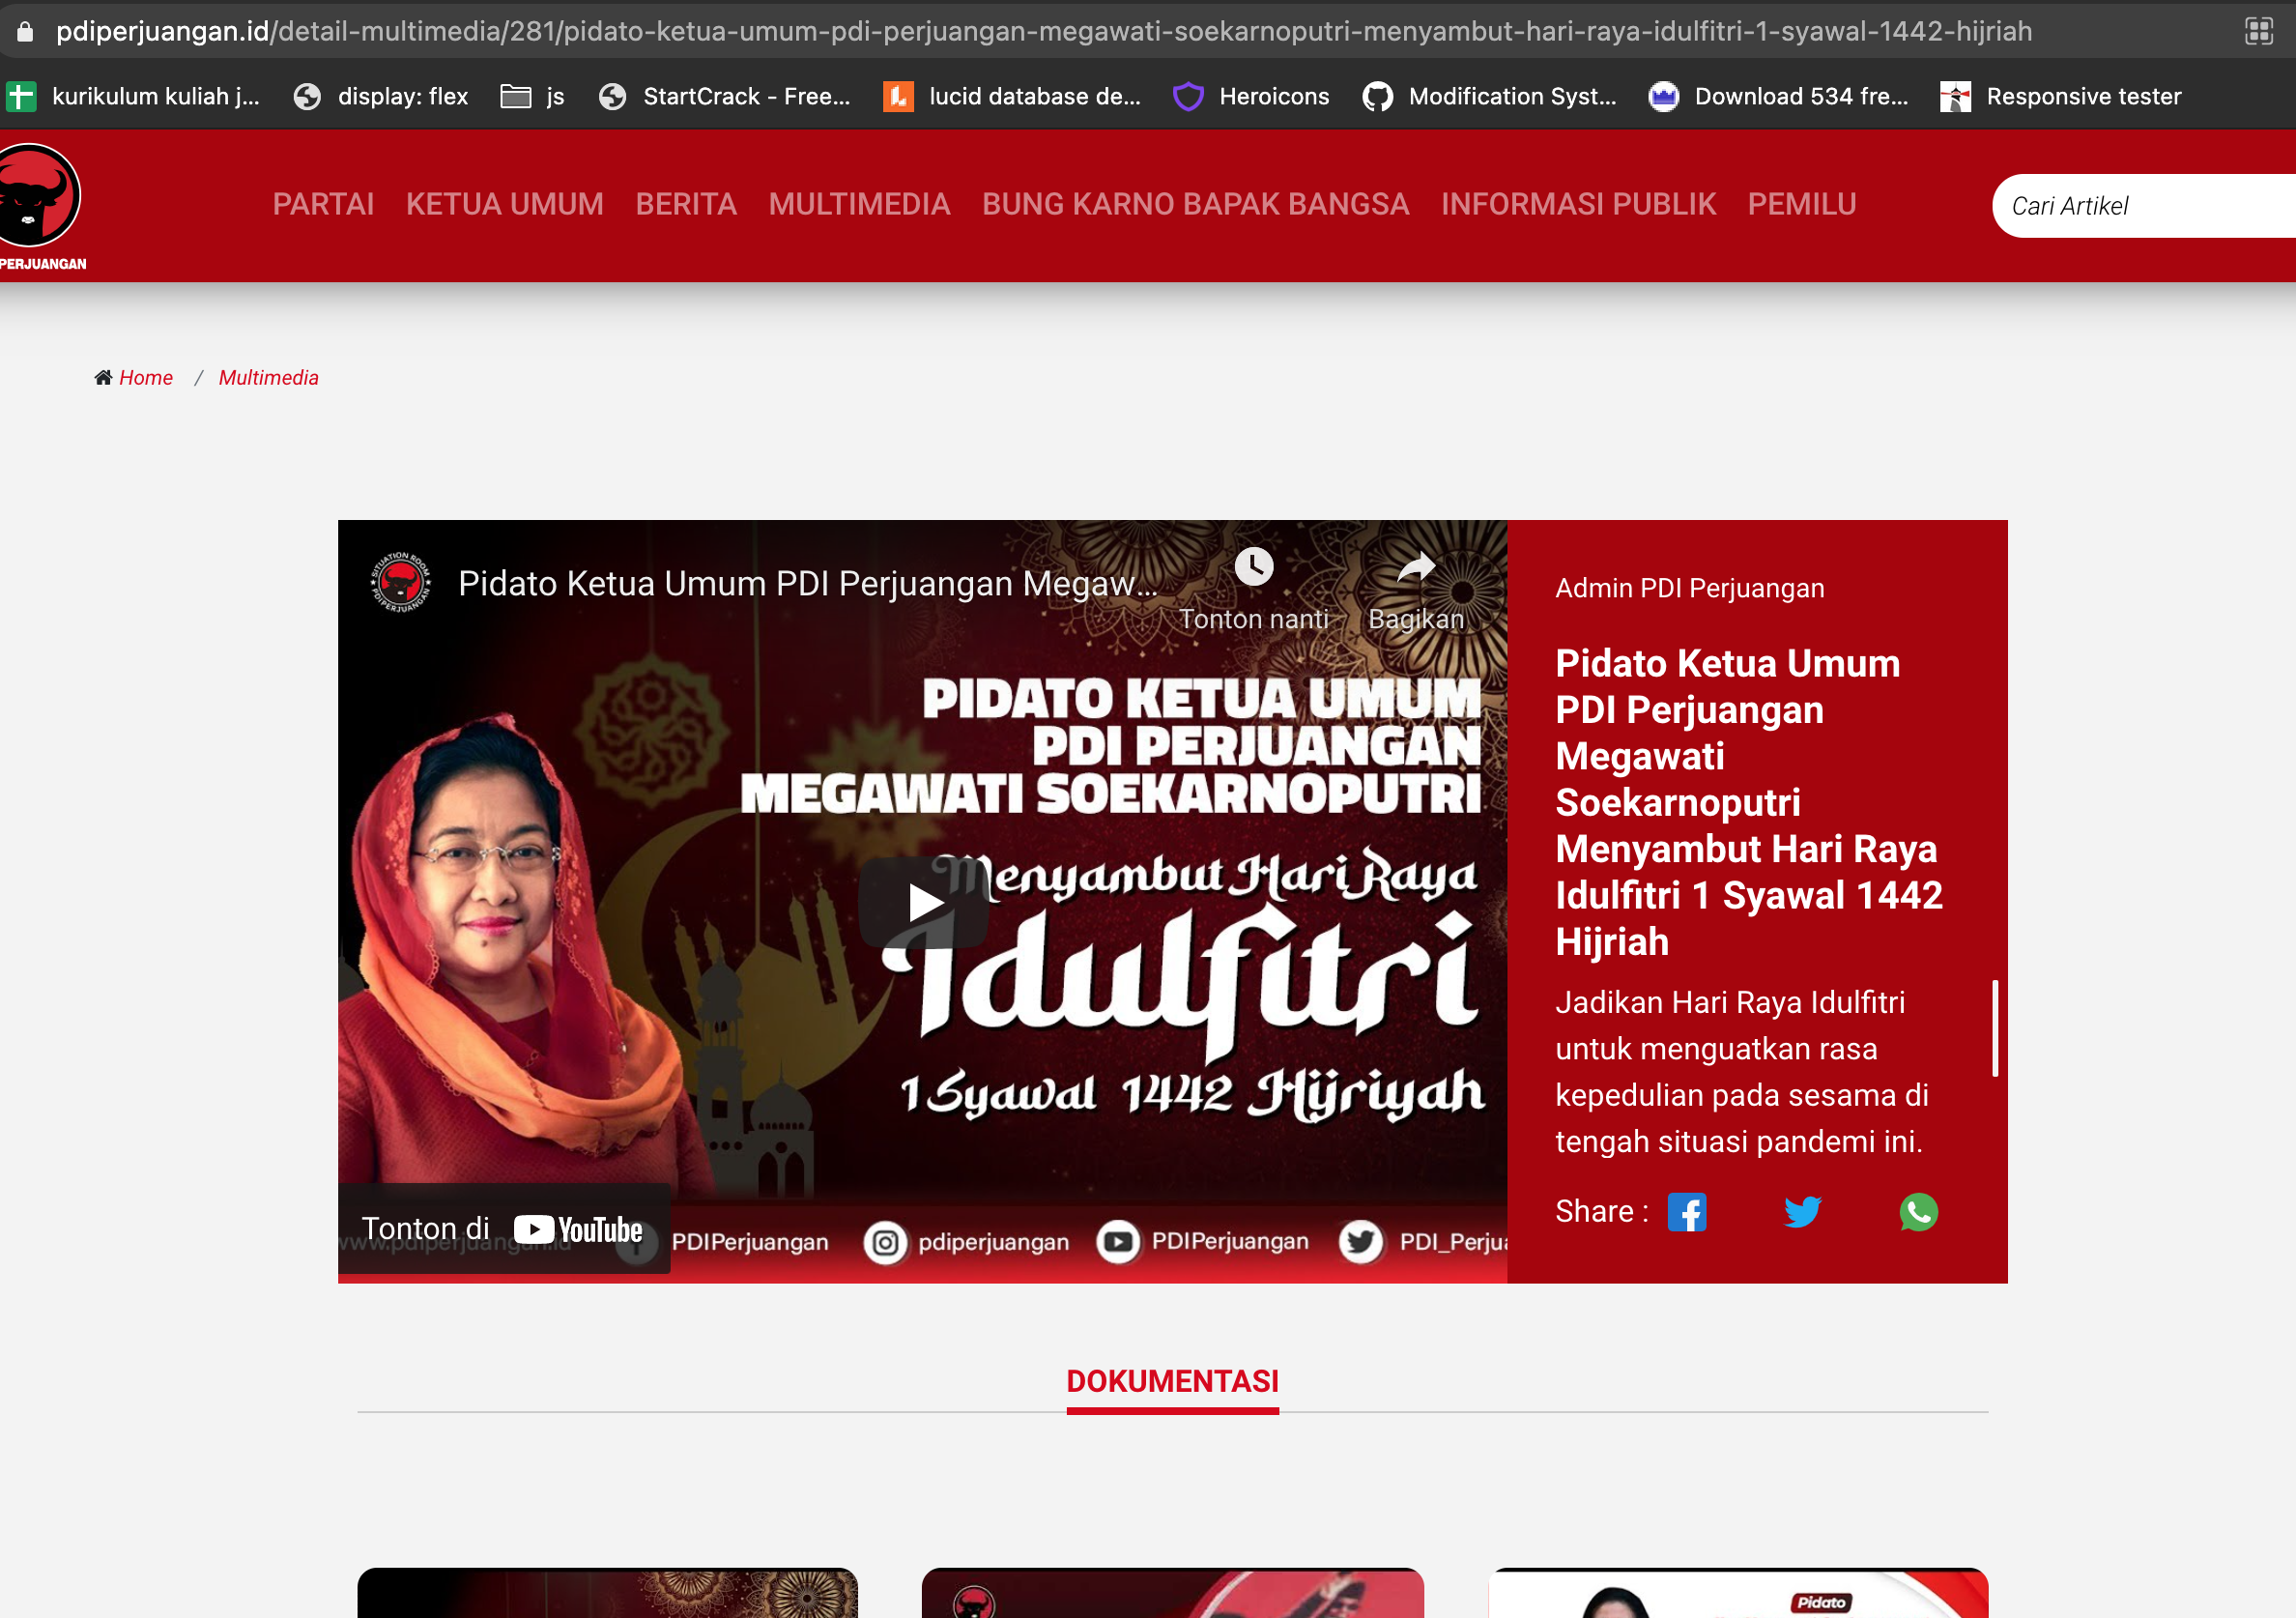 pdiperjuangan.id/detail-multimedia/281/pidato-ketua-umum-pdi-perjuangan-megawati-soekarnoputri-menyambut-hari-raya-idulfitri-1-syawal-1442-hijriah
kurikulum kuliah j... display: flex js StartCrack - Free... lucid database de... Heroicons Modification Syst... Download 534 fre... Responsive tester
PARTAI KETUA UMUM BERITA MULTIMEDIA BUNG KARNO BAPAK BANGSA INFORMASI PUBLIK PEMILU
Cari Artikel
PERJUANGAN
Home / Multimedia
SITUATION ROOM
PDI PERJUANGAN
Pidato Ketua Umum PDI Perjuangan Megaw...
Tonton nanti Bagikan
PIDATO KETUA UMUM
PDI PERJUANGAN
MEGAWATI SOEKARNOPUTRI
Menyambut Hari Raya
Idulfitri
1 Syawal 1442 Hijriyah
Tonton di YouTube
www.pdiperjuangan.id
PDIPerjuangan pdiperjuangan PDIPerjuangan PDI_Perjua
Admin PDI Perjuangan
Pidato Ketua Umum
PDI Perjuangan
Megawati
Soekarnoputri
Menyambut Hari Raya
Idulfitri 1 Syawal 1442
Hijriah
Jadikan Hari Raya Idulfitri
untuk menguatkan rasa
kepedulian pada sesama di
tengah situasi pandemi ini.
Share :
DOKUMENTASI
Pidato